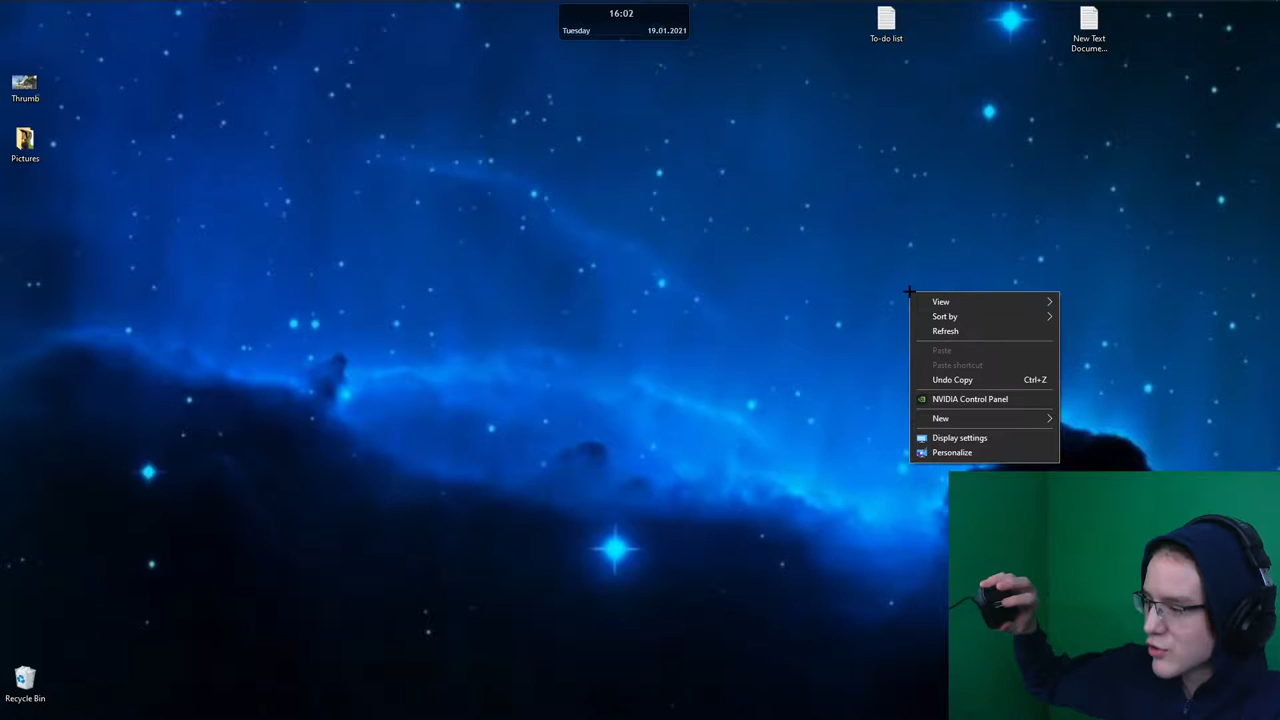 16:02
Tuesday 19.01.2021
To-do list
New Text
Docume...
Thrumb
Pictures
View
Sort by
Refresh
Paste
Paste shortcut
Undo Copy Ctrl+Z
NVIDIA Control Panel
New
Display settings
Personalize
Recycle Bin